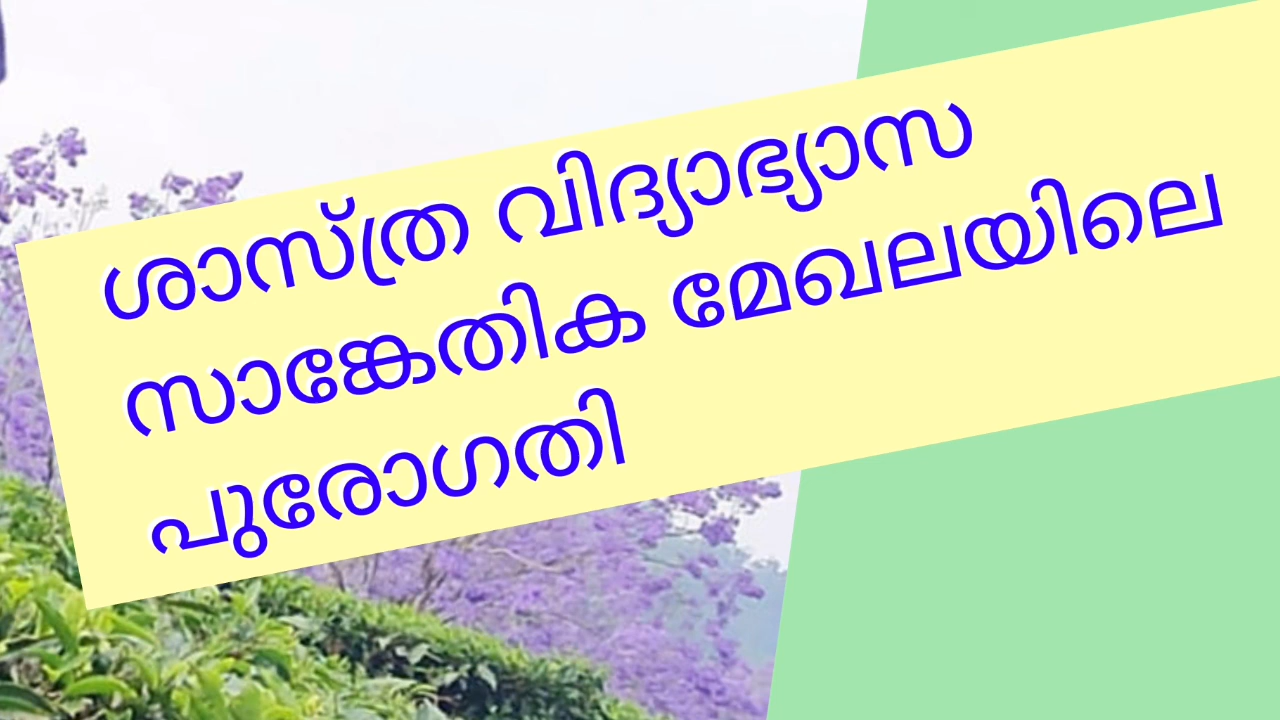 ശാസ്ത്ര വിദ്യാഭ്യാസ
സാങ്കേതിക മേഖലയിലെ
പുരോഗതി